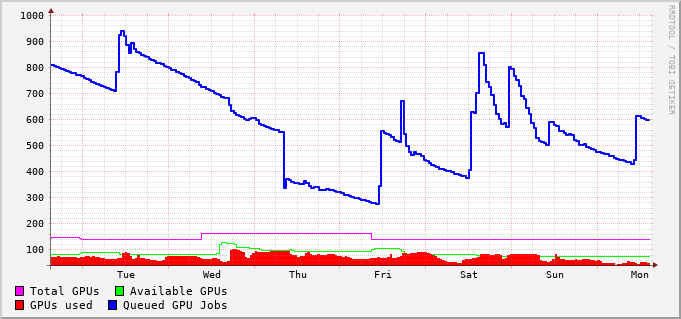 1000
900
800
700
600
500
400
300
200
100
Tue Wed Thu Fri Sat Sun Mon
Total GPUs Available GPUs
GPUs used Queued GPU Jobs
RRDTOOL / TOBI OETIKER